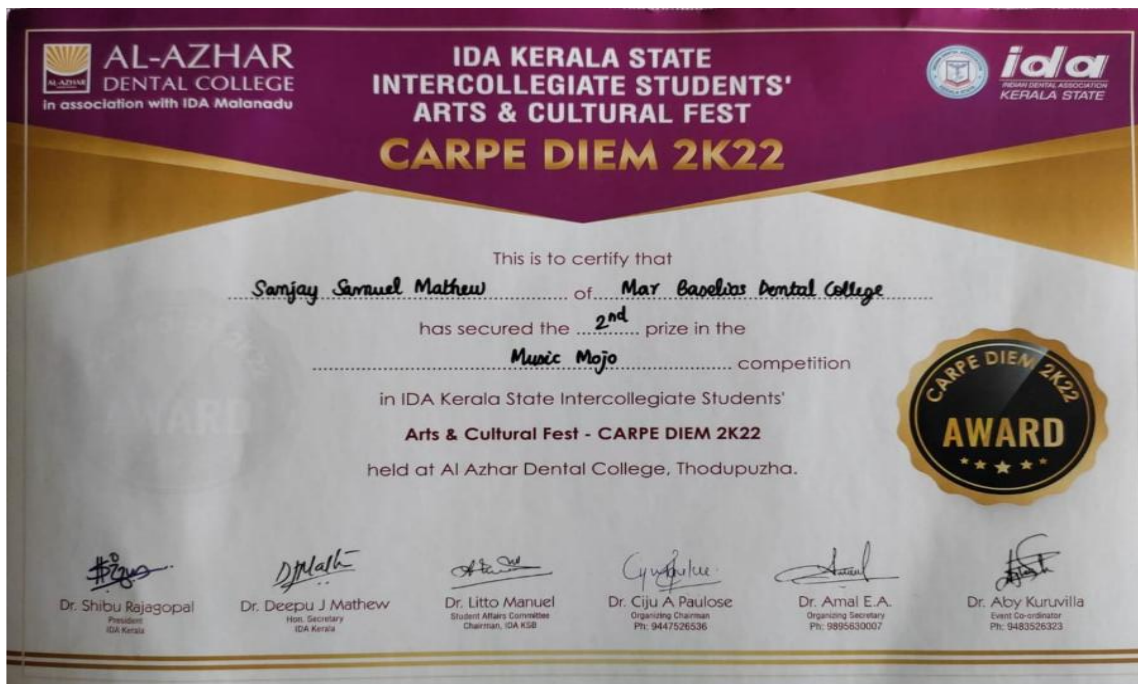 AL-AZHAR
DENTAL COLLEGE
in association with IDA Malanadu
AL-AZHAR
IDA KERALA STATE
INTERCOLLEGIATE STUDENTS'
ARTS & CULTURAL FEST
CARPE DIEM 2K22
ida
INDIAN DENTAL ASSOCIATION
KERALA STATE
This is to certify that
Sanjay Samuel Mathew of Mar Baselios Dental College
has secured the 2nd prize in the
Music Mojo competition
in IDA Kerala State Intercollegiate Students'
Arts & Cultural Fest - CARPE DIEM 2K22
held at Al Azhar Dental College, Thodupuzha.
CARPE DIEM 2K22
AWARD
Dr. Shibu Rajagopal
President
IDA Kerala
Dr. Deepu J Mathew
Hon. Secretary
IDA Kerala
Dr. Litto Manuel
Student Affairs Committee
Chairman, IDA KSB
Dr. Ciju A Paulose
Organizing Chairman
Ph: 9447526536
Dr. Amal E.A.
Organizing Secretary
Ph: 9895630007
Dr. Aby Kuruvilla
Event Co-ordinator
Ph: 9483526323